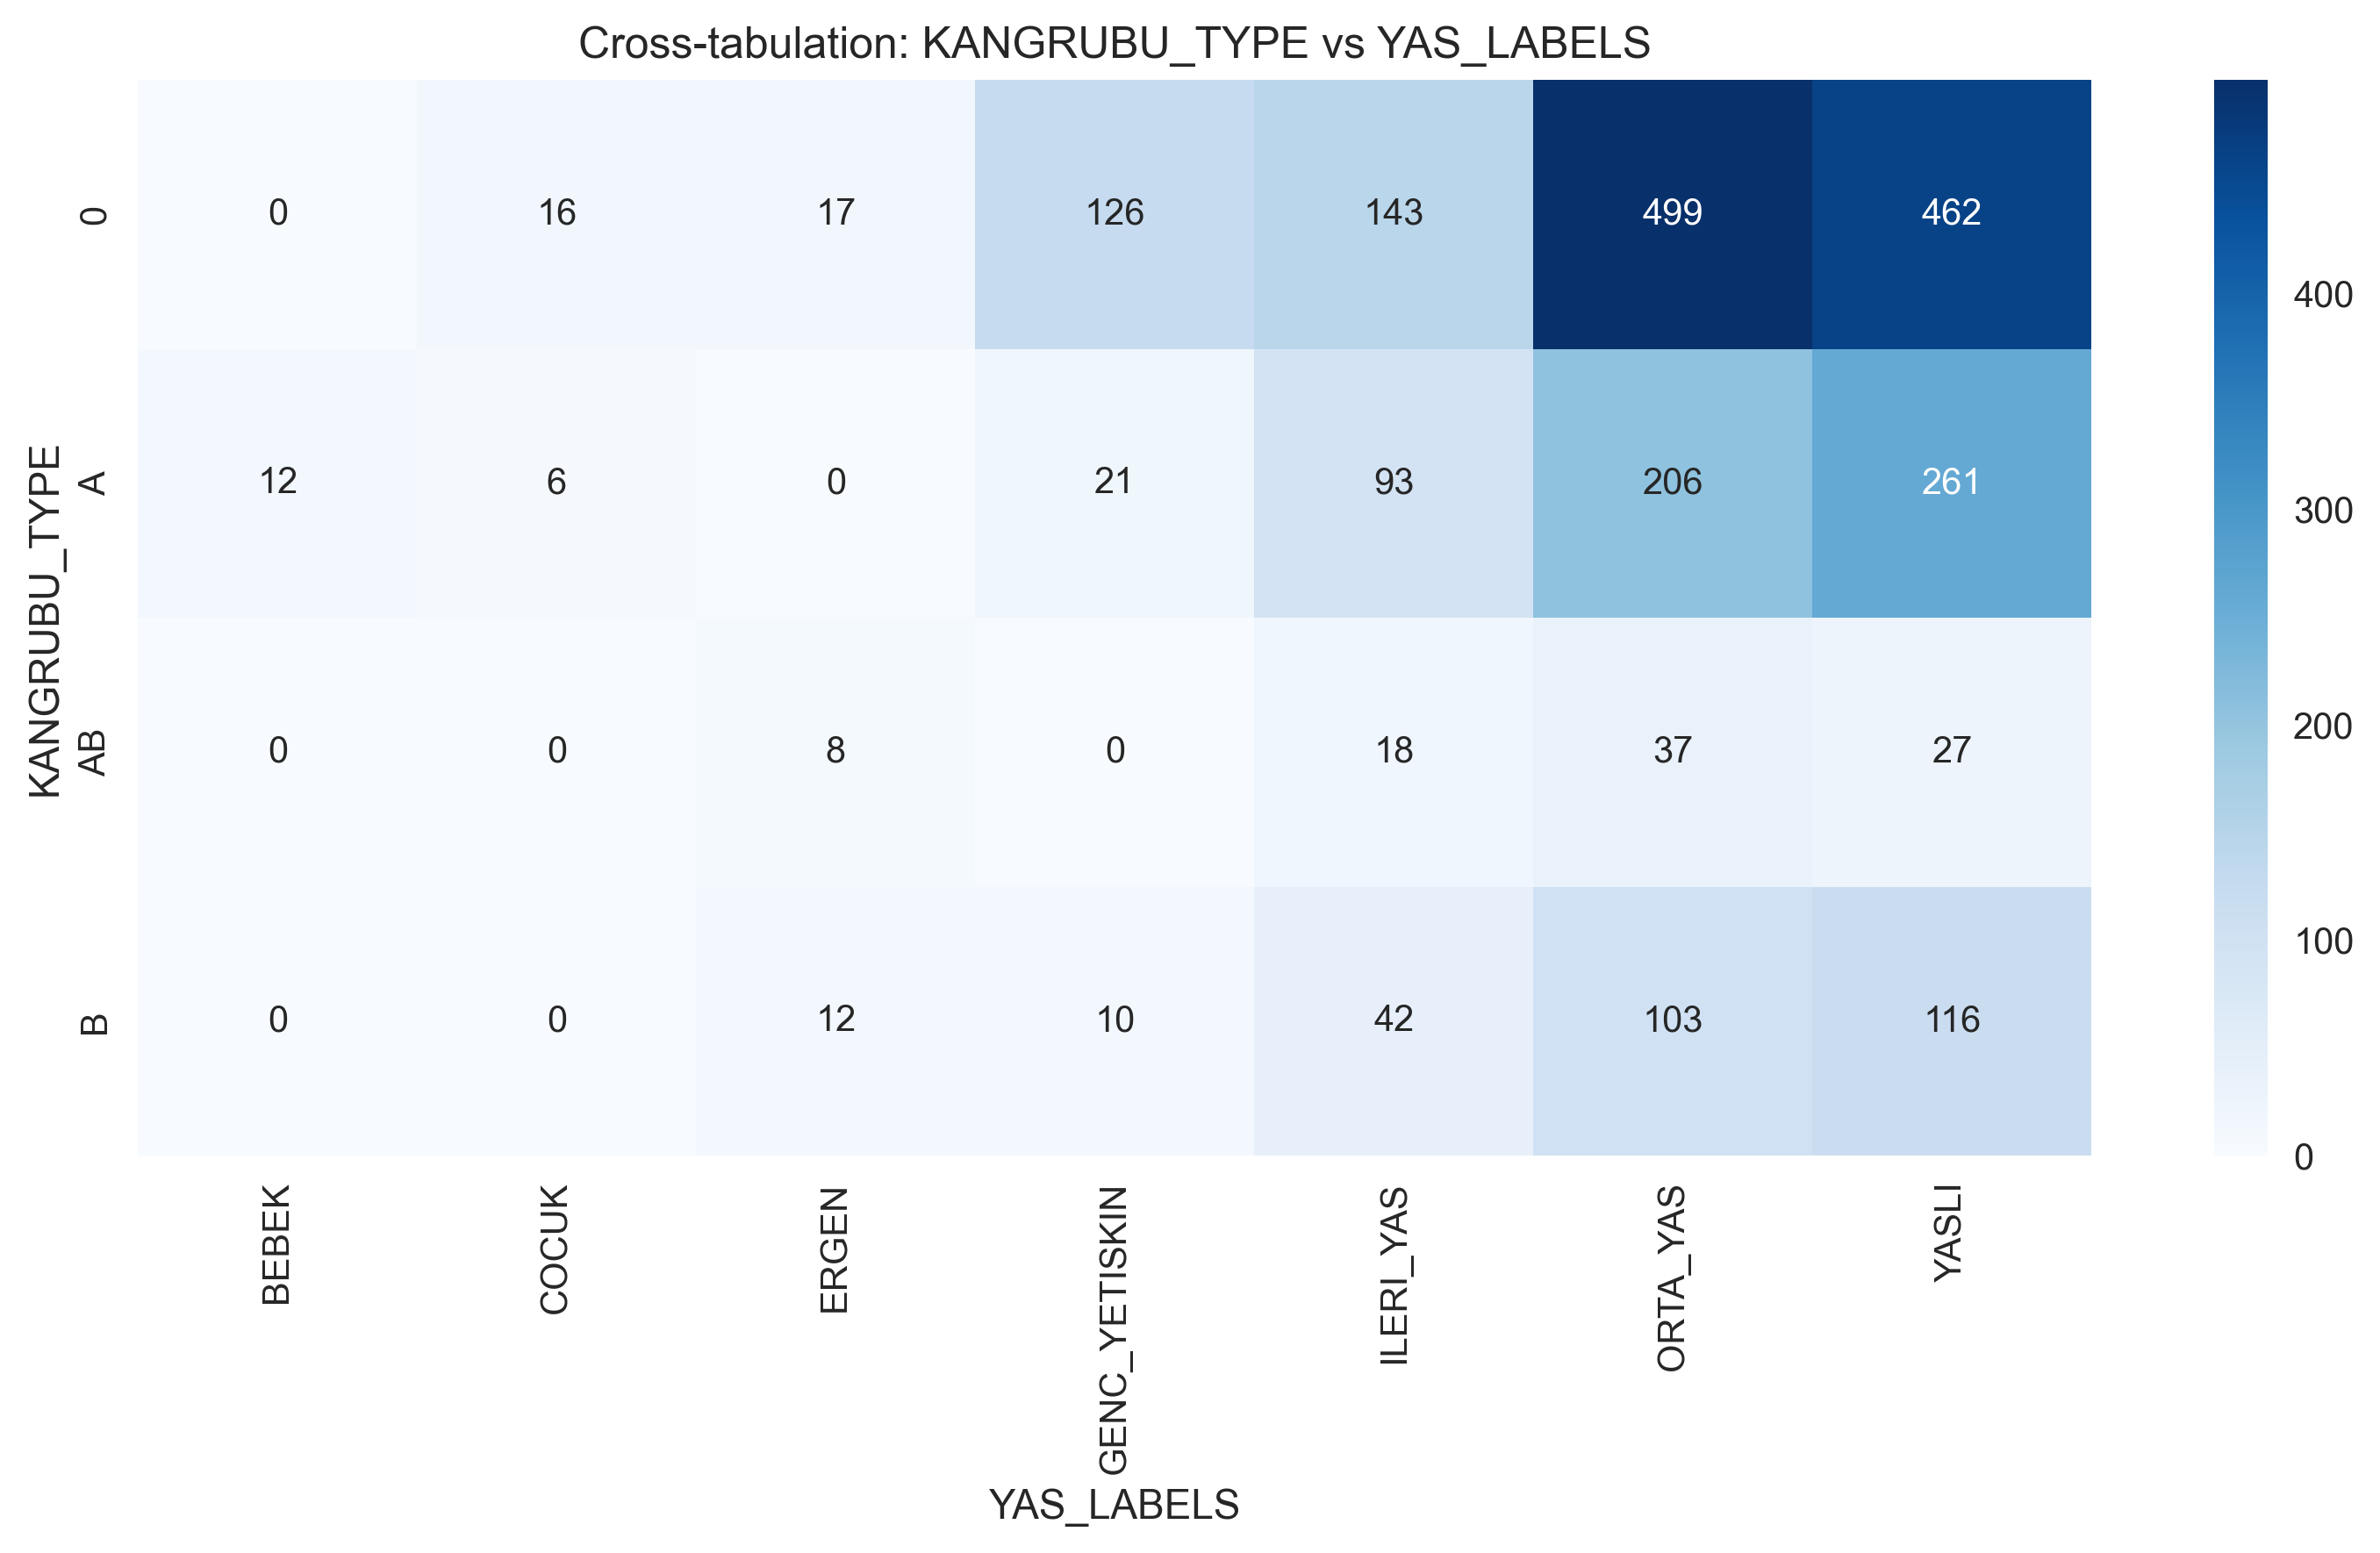 Cross-tabulation: KANGRUBU_TYPE vs YAS_LABELS
KANGRUBU_TYPE
0
0 16 17 126 143 499 462
A
12 6 0 21 93 206 261
AB
0 0 8 0 18 37 27
B
0 0 12 10 42 103 116
BEBEK
COCUK
ERGEN
GENC_YETISKIN
ILERI_YAS
ORTA_YAS
YASLI
YAS_LABELS
400
300
200
100
0